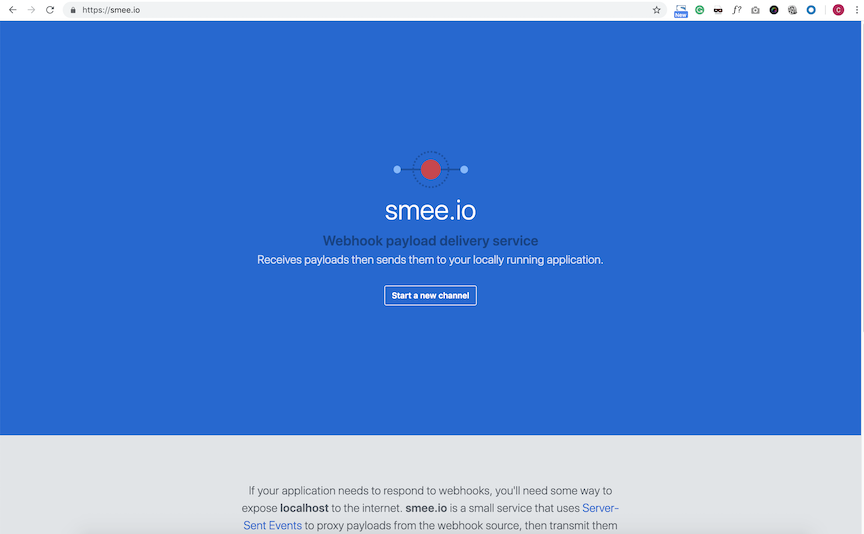 https://smee.io
New
f?
C
smee.io
Webhook payload delivery service
Receives payloads then sends them to your locally running application.
Start a new channel
If your application needs to respond to webhooks, you'll need some way to
expose localhost to the internet. smee.io is a small service that uses Server-
Sent Events to proxy payloads from the webhook source, then transmit them